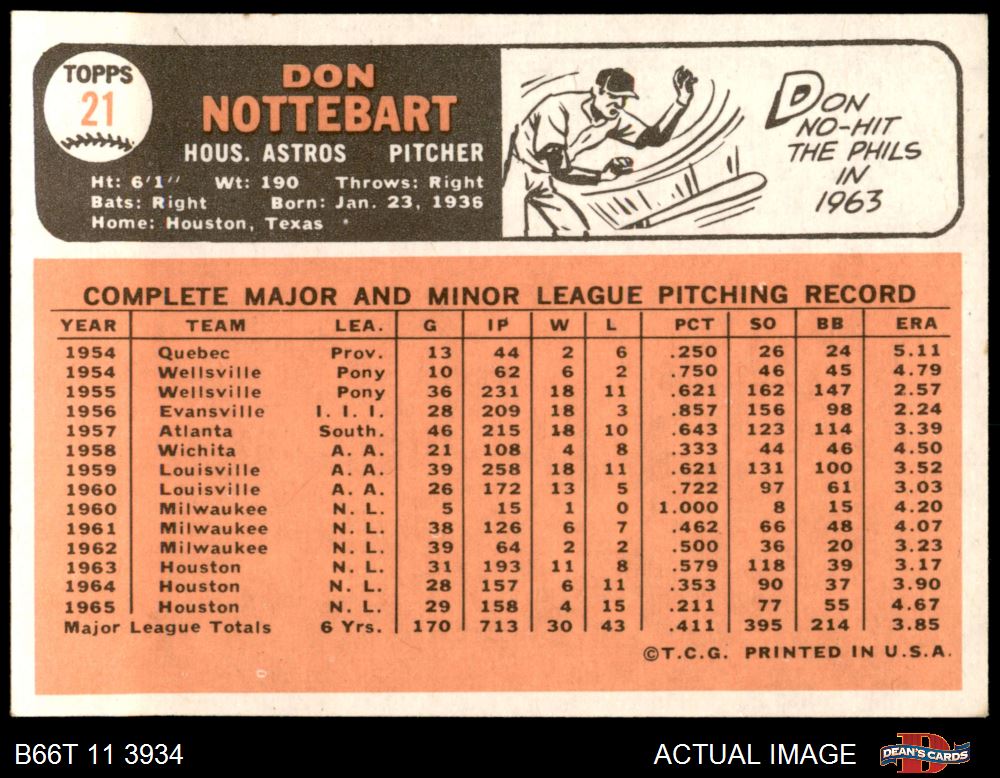 TOPPS
21
DON
NOTTEBART
HOUS. ASTROS PITCHER
Ht: 6'1" Wt: 190 Throws: Right
Bats: Right Born: Jan. 23, 1936
Home: Houston, Texas *
DON
NO-HIT
THE PHILS
IN
1963
COMPLETE MAJOR AND MINOR LEAGUE PITCHING RECORD
YEAR TEAM LEA. G IP W L PCT SO BB ERA
1954 Quebec Prov. 13 44 2 6 .250 26 24 5.11
1954 Wellsville Pony 10 62 6 2 .750 46 45 4.79
1955 Wellsville Pony 36 231 18 11 .621 162 147 2.57
1956 Evansville I. I. I. 28 209 18 3 .857 156 98 2.24
1957 Atlanta South. 46 215 18 10 .643 123 114 3.39
1958 Wichita A. A. 21 108 4 8 .333 44 46 4.50
1959 Louisville A. A. 39 258 18 11 .621 131 100 3.52
1960 Louisville A. A. 26 172 13 5 .722 97 61 3.03
1960 Milwaukee N. L. 5 15 1 0 1.000 8 15 4.20
1961 Milwaukee N. L. 38 126 6 7 .462 66 48 4.07
1962 Milwaukee N. L. 39 64 2 2 .500 36 20 3.23
1963 Houston N. L. 31 193 11 8 .579 118 39 3.17
1964 Houston N. L. 28 157 6 11 .353 90 37 3.90
1965 Houston N. L. 29 158 4 15 .211 77 55 4.67
Major League Totals 6 Yrs. 170 713 30 43 .411 395 214 3.85
©T.C.G. PRINTED IN U.S.A.
B66T 11 3934 ACTUAL IMAGE DEAN'S CARDS